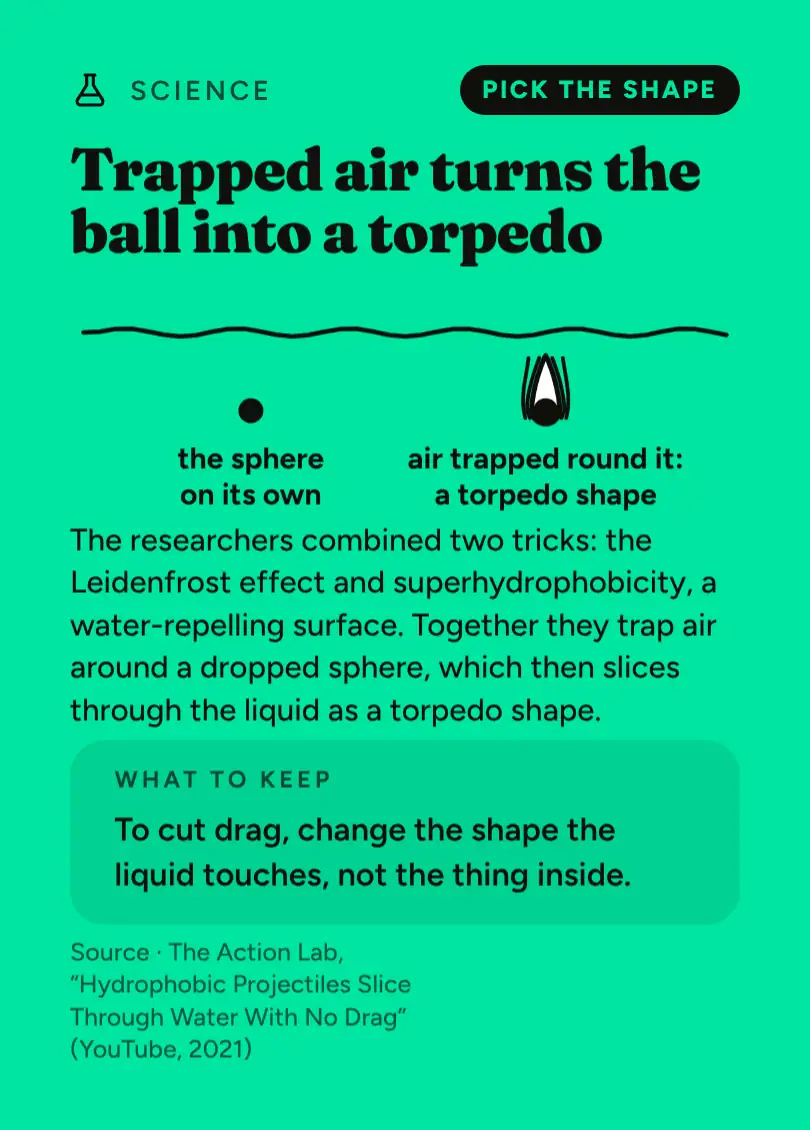 SCIENCE
PICK THE SHAPE
Trapped air turns the
ball into a torpedo
the sphere
on its own
air trapped round it:
a torpedo shape
The researchers combined two tricks: the
Leidenfrost effect and superhydrophobicity, a
water-repelling surface. Together they trap air
around a dropped sphere, which then slices
through the liquid as a torpedo shape.
WHAT TO KEEP
To cut drag, change the shape the
liquid touches, not the thing inside.
Source · The Action Lab,
“Hydrophobic Projectiles Slice
Through Water With No Drag”
(YouTube, 2021)